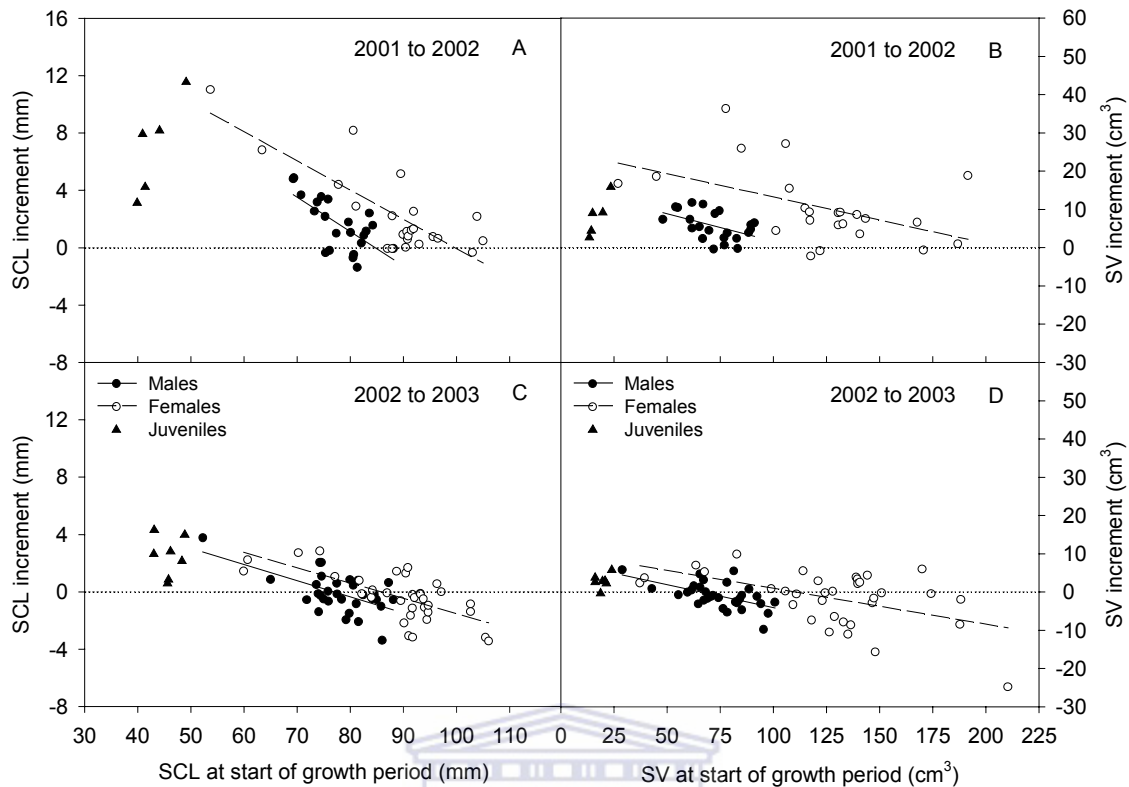 2001 to 2002 A
2001 to 2002 B
16
12
8
4
0
-4
-8
SCL increment (mm)
60
50
40
30
20
10
0
-10
-20
-30
SV increment (cm³)
Males
Females
Juveniles
2002 to 2003 C
Males
Females
Juveniles
2002 to 2003 D
12
8
4
0
-4
-8
SCL increment (mm)
50
40
30
20
10
0
-10
-20
-30
SV increment (cm³)
30 40 50 60 70 80 90 100 110
0 25 50 75 100 125 150 175 200 225
SCL at start of growth period (mm)
SV at start of growth period (cm³)